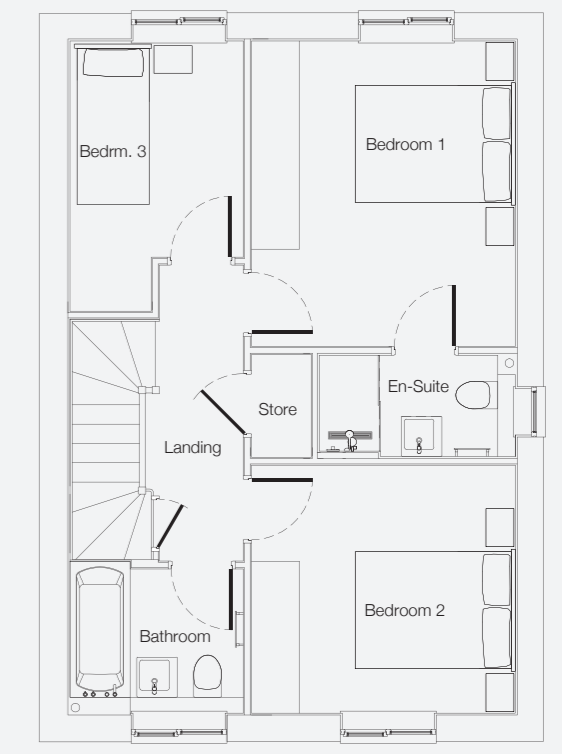 Bedrm. 3
Bedroom 1
En-Suite
Store
Landing
Bedroom 2
Bathroom